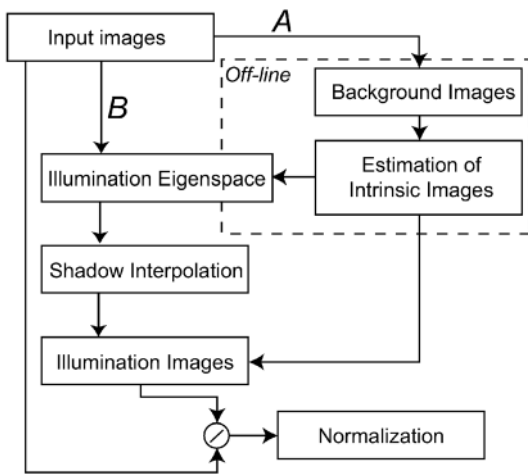 Input images
A
Off-line
Background Images
B
Estimation of
Intrinsic Images
Illumination Eigenspace
Shadow Interpolation
Illumination Images
Normalization